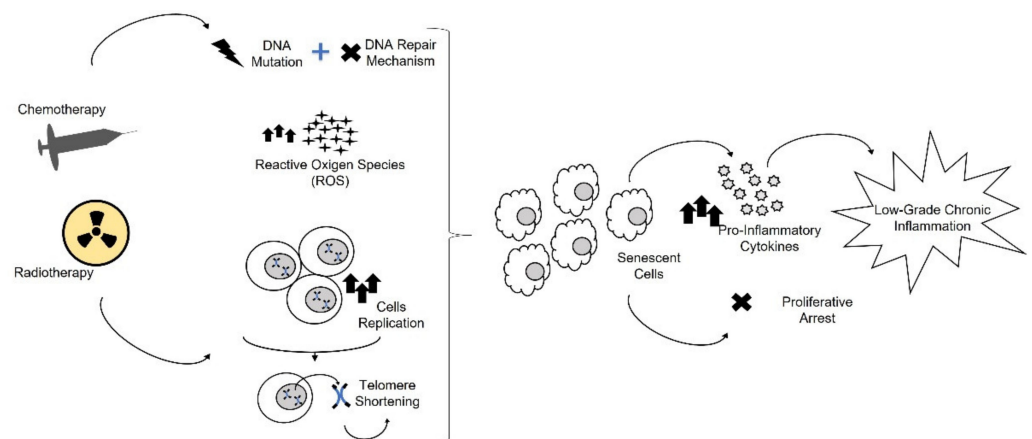 DNA
Mutation
DNA Repair
Mechanism
Chemotherapy
Reactive Oxigen Species
(ROS)
Radiotherapy
Cells
Replication
Telomere
Shortening
Senescent
Cells
Pro-Inflammatory
Cytokines
Low-Grade Chronic
Inflammation
Proliferative
Arrest